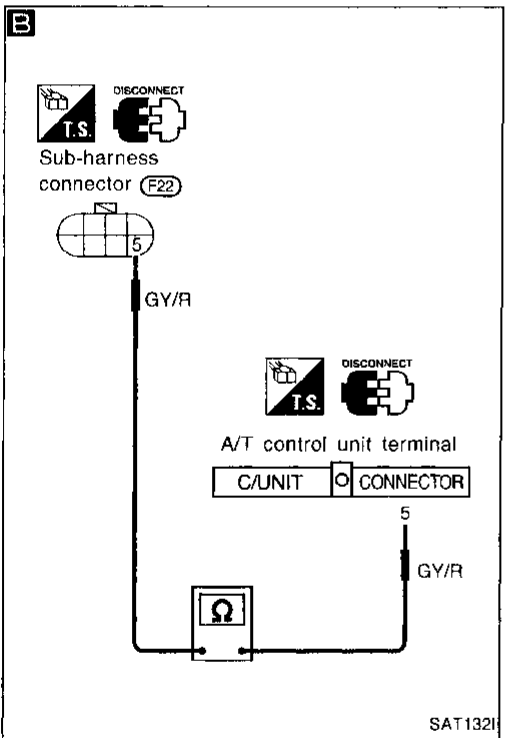 B
DISCONNECT
T.S.
Sub-harness
connector F22
5
GY/R
DISCONNECT
T.S.
A/T control unit terminal
C/UNIT CONNECTOR
5
GY/R
Ω
SAT132I